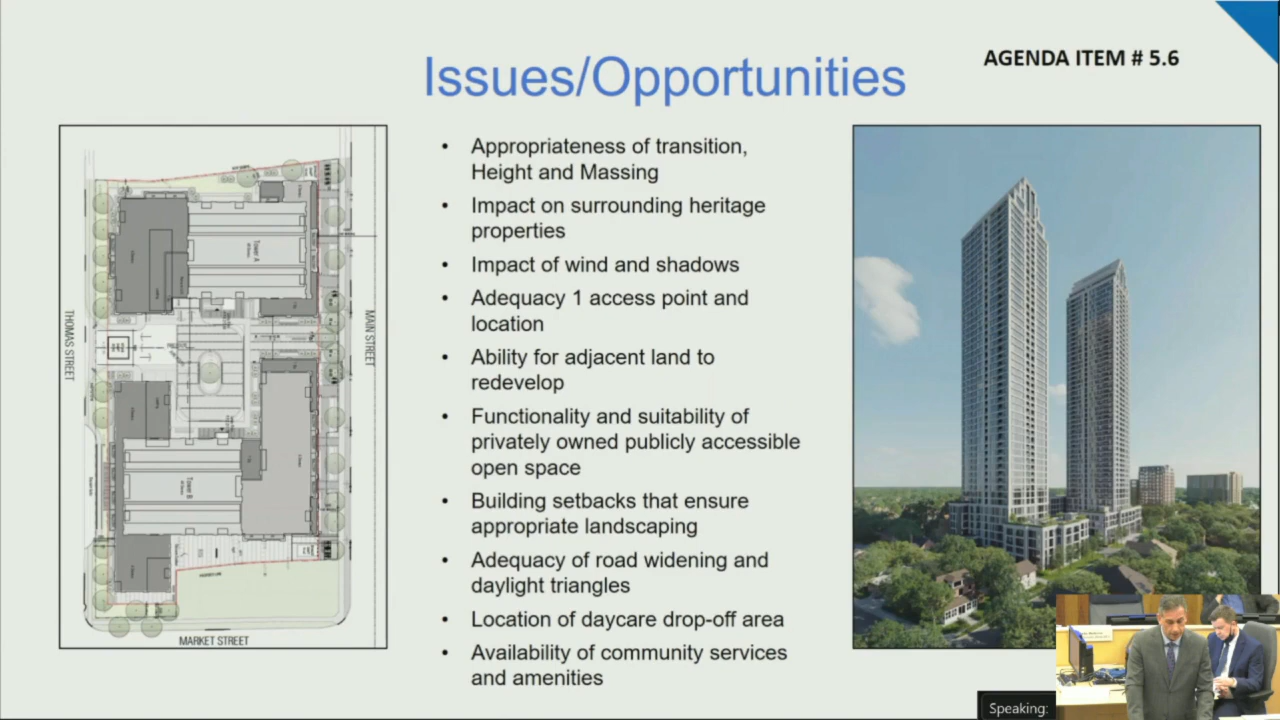 AGENDA ITEM # 5.6
Issues/Opportunities
THOMAS STREET
MAIN STREET
Tower A
Tower B
MARKET STREET
• Appropriateness of transition,
Height and Massing
• Impact on surrounding heritage
properties
• Impact of wind and shadows
• Adequacy 1 access point and
location
• Ability for adjacent land to
redevelop
• Functionality and suitability of
privately owned publicly accessible
open space
• Building setbacks that ensure
appropriate landscaping
• Adequacy of road widening and
daylight triangles
• Location of daycare drop-off area
• Availability of community services
and amenities
Speaking: